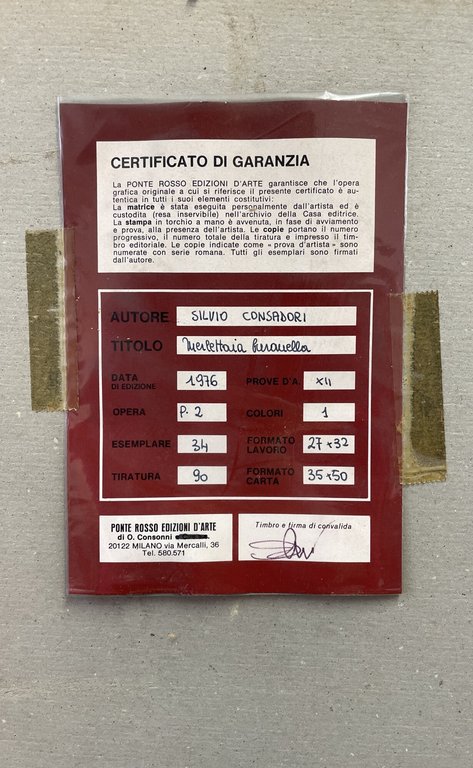 CERTIFICATO DI GARANZIA
La PONTE ROSSO EDIZIONI D'ARTE garantisce che l'opera
grafica originale a cui si riferisce il presente certificato è au-
tentica in tutti i suoi elementi costitutivi:
La matrice è stata eseguita personalmente dall'artista ed è
custodita (resa inservibile) nell'archivio della Casa editrice.
La stampa in torchio a mano è avvenuta, in fase di avviamento
e prova, alla presenza dell'artista. Le copie portano il numero
progressivo, il numero totale della tiratura e impresso il tim-
bro editoriale. Le copie indicate come « prova d'artista » sono
numerate con serie romana. Tutti gli esemplari sono firmati
dall'autore.
AUTORE SILVIO CONSADORI
TITOLO Merlettaia buranella
DATA DI EDIZIONE 1976 PROVE D'A. XII
OPERA P. 2 COLORI 1
ESEMPLARE 34 FORMATO LAVORO 27×32
TIRATURA 90 FORMATO CARTA 35×50
PONTE ROSSO EDIZIONI D'ARTE
di O. Consonni
20122 MILANO via Mercalli, 36
Tel. 580.571
Timbro e firma di convalida